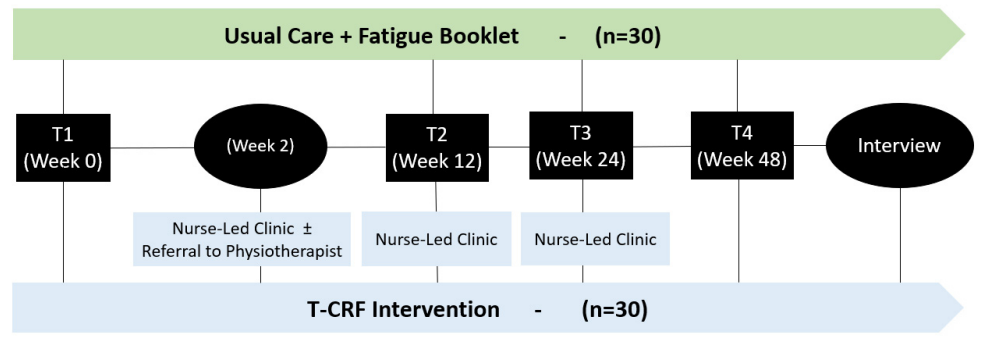 Usual Care + Fatigue Booklet - (n=30)
T1
(Week 0)
(Week 2)
T2
(Week 12)
T3
(Week 24)
T4
(Week 48)
Interview
Nurse-Led Clinic ±
Referral to Physiotherapist
Nurse-Led Clinic
Nurse-Led Clinic
T-CRF Intervention - (n=30)